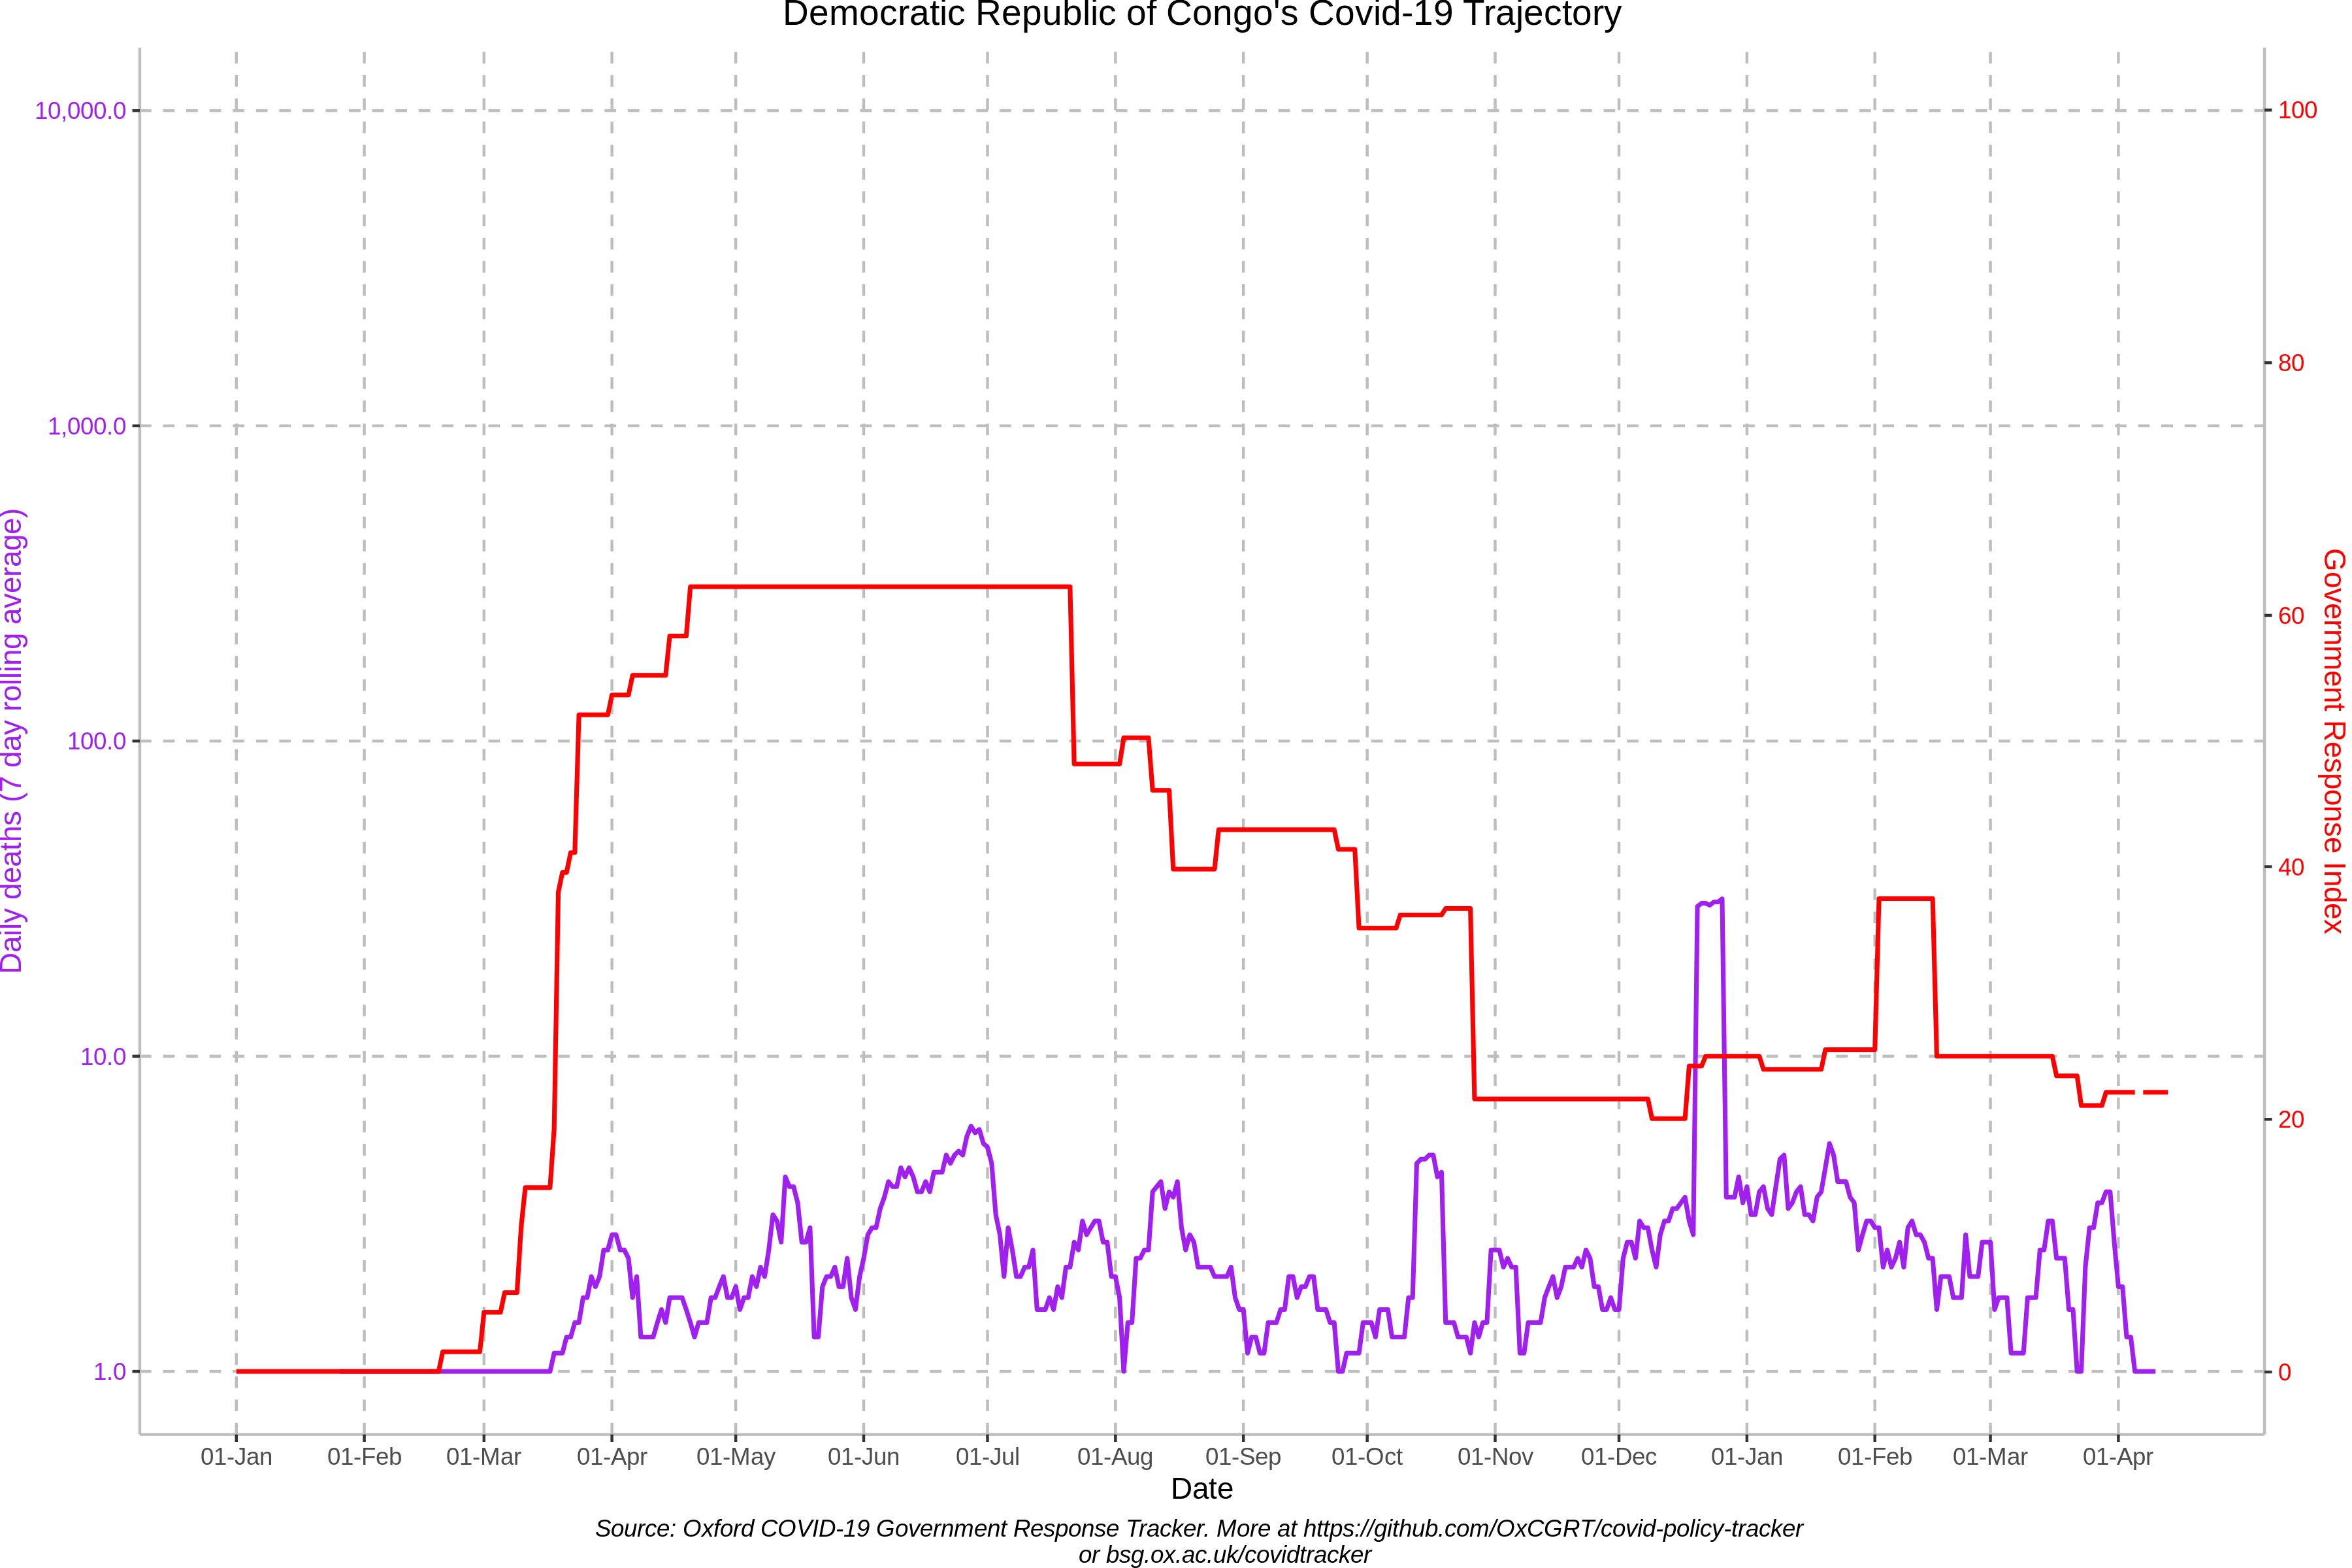 Democratic Republic of Congo's Covid-19 Trajectory
10,000.0
1,000.0
100.0
10.0
1.0
Daily deaths (7 day rolling average)
100
80
60
40
20
0
Government Response Index
01-Jan 01-Feb 01-Mar 01-Apr 01-May 01-Jun 01-Jul 01-Aug 01-Sep 01-Oct 01-Nov 01-Dec 01-Jan 01-Feb 01-Mar 01-Apr
Date
Source: Oxford COVID-19 Government Response Tracker. More at https://github.com/OxCGRT/covid-policy-tracker
or bsg.ox.ac.uk/covidtracker